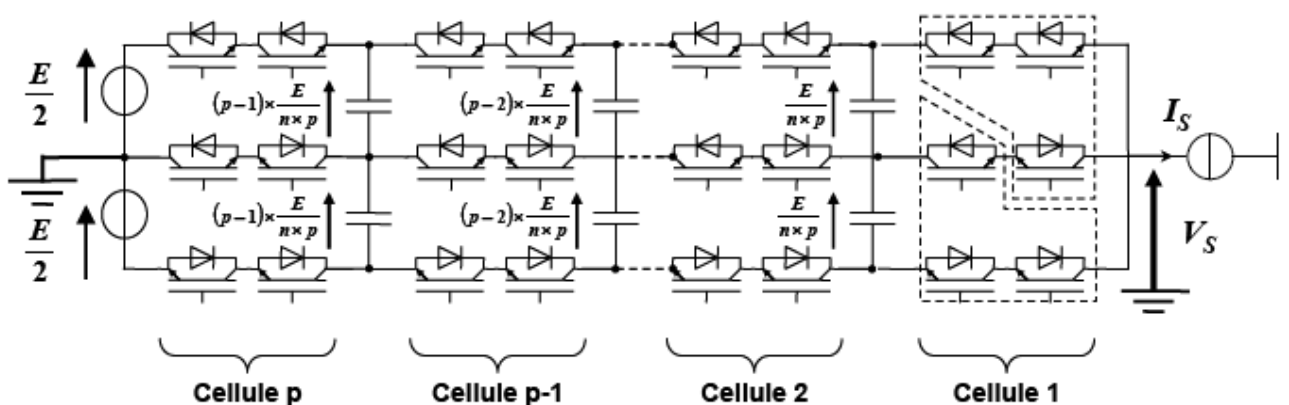 E/2
(p−1)×E/(n×p)
(p−2)×E/(n×p)
E/(n×p)
I_S
E/2
(p−1)×E/(n×p)
(p−2)×E/(n×p)
E/(n×p)
V_S
Cellule p
Cellule p-1
Cellule 2
Cellule 1